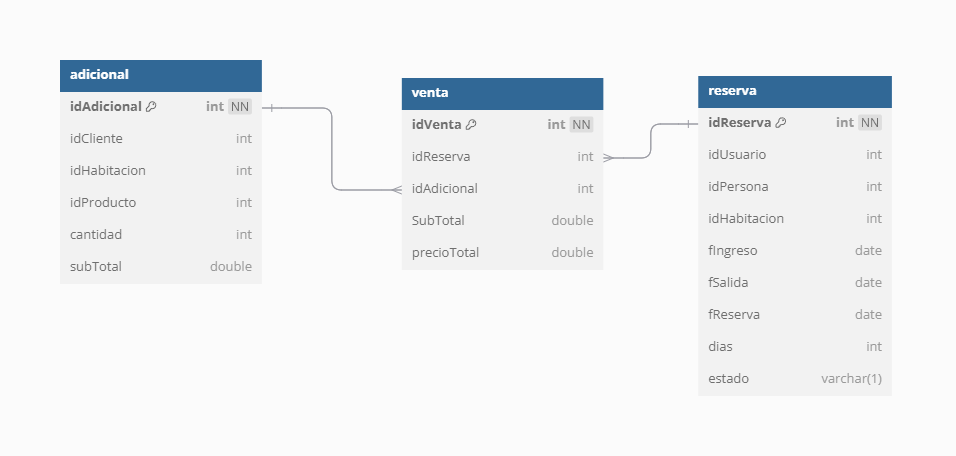 adicional
idAdicional int NN
idCliente int
idHabitacion int
idProducto int
cantidad int
subTotal double
venta
idVenta int NN
idReserva int
idAdicional int
SubTotal double
precioTotal double
reserva
idReserva int NN
idUsuario int
idPersona int
idHabitacion int
fIngreso date
fSalida date
fReserva date
dias int
estado varchar(1)